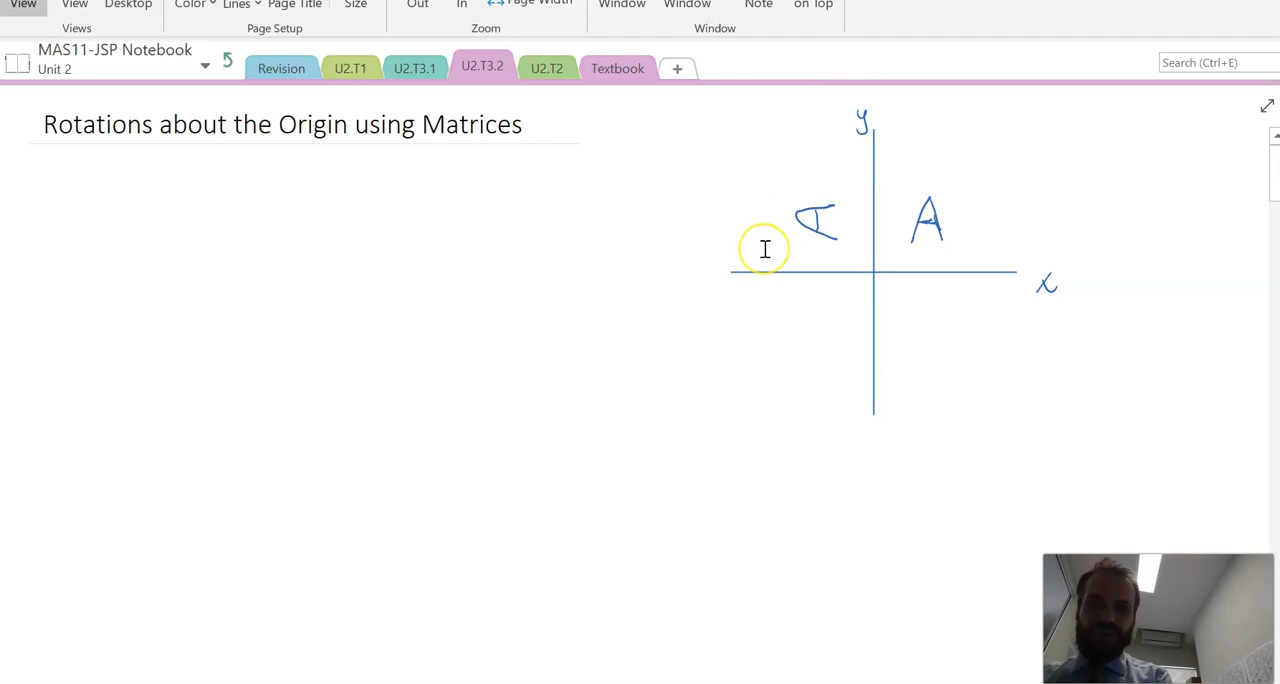 View View Desktop Color Lines Page Title Size Out In Page Width Window Window Note on Top
Views Page Setup Zoom Window
MAS11-JSP Notebook
Unit 2
Revision U2.T1 U2.T3.1 U2.T3.2 U2.T2 Textbook +
Search (Ctrl+E)
Rotations about the Origin using Matrices
y
A A
x